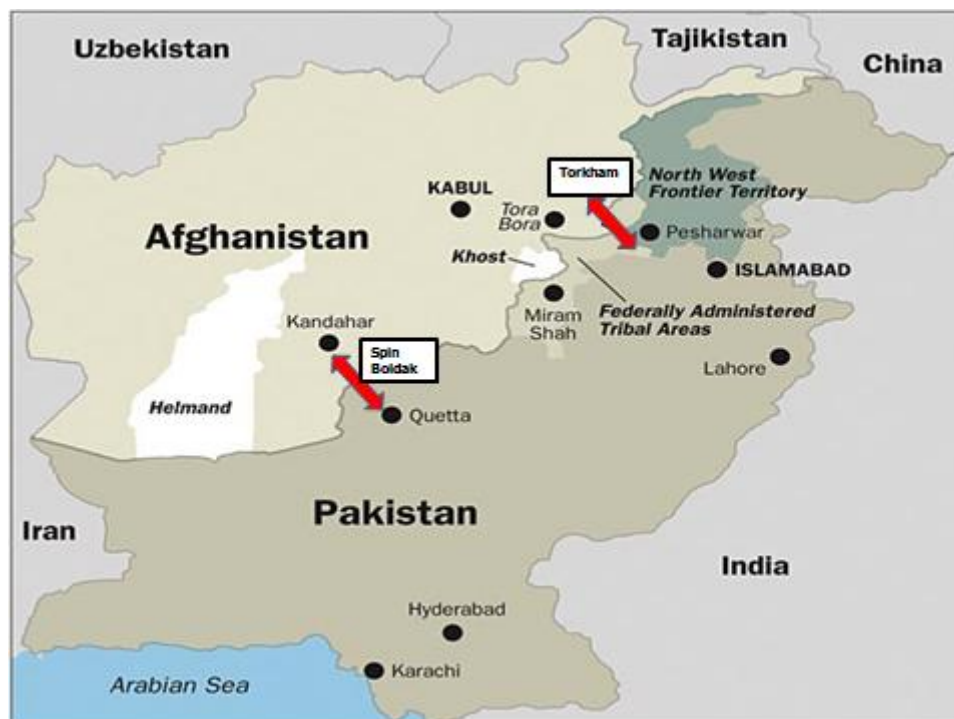 Uzbekistan
Tajikistan
China
Torkham
North West
Frontier Territory
KABUL
Tora
Bora
Pesharwar
Afghanistan
Khost
ISLAMABAD
Miram
Shah
Federally Administered
Tribal Areas
Kandahar
Spin
Boldak
Lahore
Helmand
Quetta
Pakistan
Iran
India
Hyderabad
Karachi
Arabian Sea